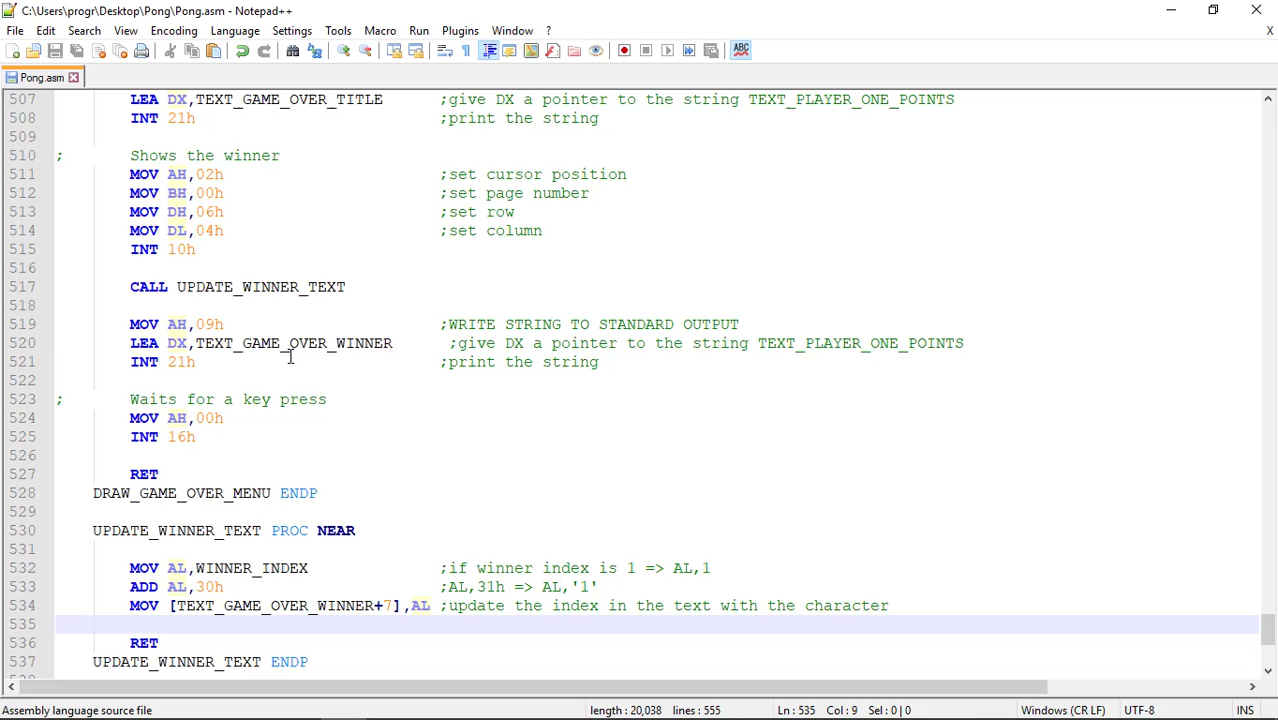 C:\Users\progr\Desktop\Pong\Pong.asm - Notepad++
File Edit Search View Encoding Language Settings Tools Macro Run Plugins Window ?
X
ABC
Pong.asm
507 LEA DX,TEXT_GAME_OVER_TITLE ;give DX a pointer to the string TEXT_PLAYER_ONE_POINTS
508 INT 21h ;print the string
509
510 ; Shows the winner
511 MOV AH,02h ;set cursor position
512 MOV BH,00h ;set page number
513 MOV DH,06h ;set row
514 MOV DL,04h ;set column
515 INT 10h
516
517 CALL UPDATE_WINNER_TEXT
518
519 MOV AH,09h ;WRITE STRING TO STANDARD OUTPUT
520 LEA DX,TEXT_GAME_OVER_WINNER ;give DX a pointer to the string TEXT_PLAYER_ONE_POINTS
521 INT 21h ;print the string
522
523 ; Waits for a key press
524 MOV AH,00h
525 INT 16h
526
527 RET
528 DRAW_GAME_OVER_MENU ENDP
529
530 UPDATE_WINNER_TEXT PROC NEAR
531
532 MOV AL,WINNER_INDEX ;if winner index is 1 => AL,1
533 ADD AL,30h ;AL,31h => AL,'1'
534 MOV [TEXT_GAME_OVER_WINNER+7],AL ;update the index in the text with the character
535
536 RET
537 UPDATE_WINNER_TEXT ENDP
Assembly language source file length : 20,038 lines : 555 Ln : 535 Col : 9 Sel : 0 | 0 Windows (CR LF) UTF-8 INS